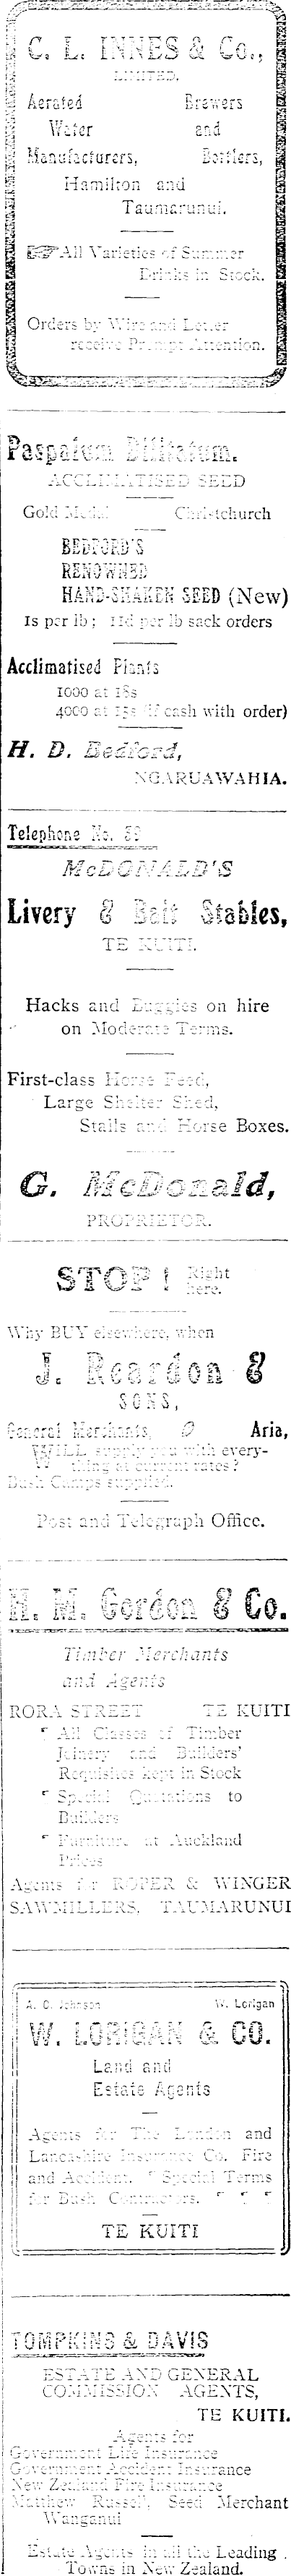 C. L. INNES & Co.,
LIMITED.
Aerated Brewers
Water and
Manufacturers, Bottlers,
Hamilton and
Taumarunui.
☞ All Varieties of Summer
Drinks in Stock.
Orders by Wire and Letter
receive Prompt Attention.
Paspalum Dilitatum.
ACCLIMATISED SEED
Gold Medal Christchurch
BEDFORD'S
RENOWNED
HAND-SHAKEN SEED (New)
1s per lb; 11d per lb sack orders
Acclimatised Plants
1000 at 18s
4000 at 15s (if cash with order)
H. D. Bedford,
NGARUAWAHIA.
Telephone No. 39
McDONALD'S
Livery & Bait Stables,
TE KUITI.
Hacks and Buggies on hire
on Moderate Terms.
First-class Horse Feed,
Large Shelter Shed,
Stalls and Horse Boxes.
G. McDonald,
PROPRIETOR.
STOP! Right here.
Why BUY elsewhere, when
J. Reardon &
SONS,
General Merchants, Aria,
WILL supply you with every-
thing at current rates?
Bush Camps supplied.
Post and Telegraph Office.
H. M. Gordon & Co.
Timber Merchants
and Agents
RORA STREET TE KUITI
¶ All Classes of Timber
Joinery and Builders'
Requisites kept in Stock
¶ Special Quotations to
Builders
¶ Furniture at Auckland
Prices
Agents for ROPER & WINGER
SAWMILLERS, TAUMARUNUI
A. O. Johnson W. Lorigan
W. LORIGAN & CO.
Land and
Estate Agents
Agents for The London and
Lancashire Insurance Co. Fire
and Accident. ¶ Special Terms
for Bush Contractors. ¶ ¶ ¶
TE KUITI
TOMPKINS & DAVIS
ESTATE AND GENERAL
COMMISSION AGENTS,
TE KUITI.
Agents for
Government Life Insurance
Government Accident Insurance
New Zealand Fire Insurance
Matthew Russell, Seed Merchant
Wanganui
Estate Agents in all the Leading
Towns in New Zealand.